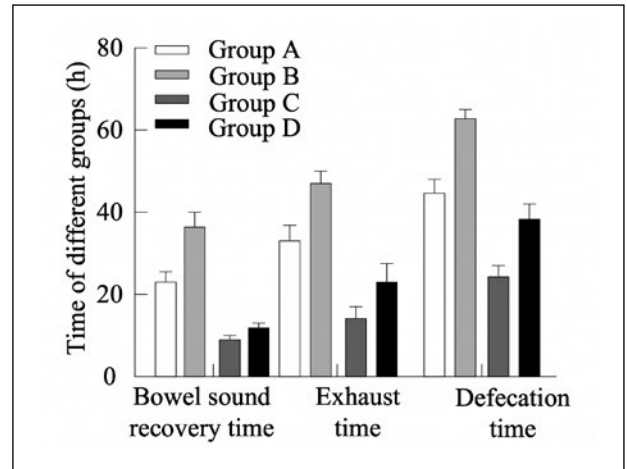 Time of different groups (h)
80
60
40
20
0
Group A
Group B
Group C
Group D
Bowel sound
recovery time
Exhaust
time
Defecation
time